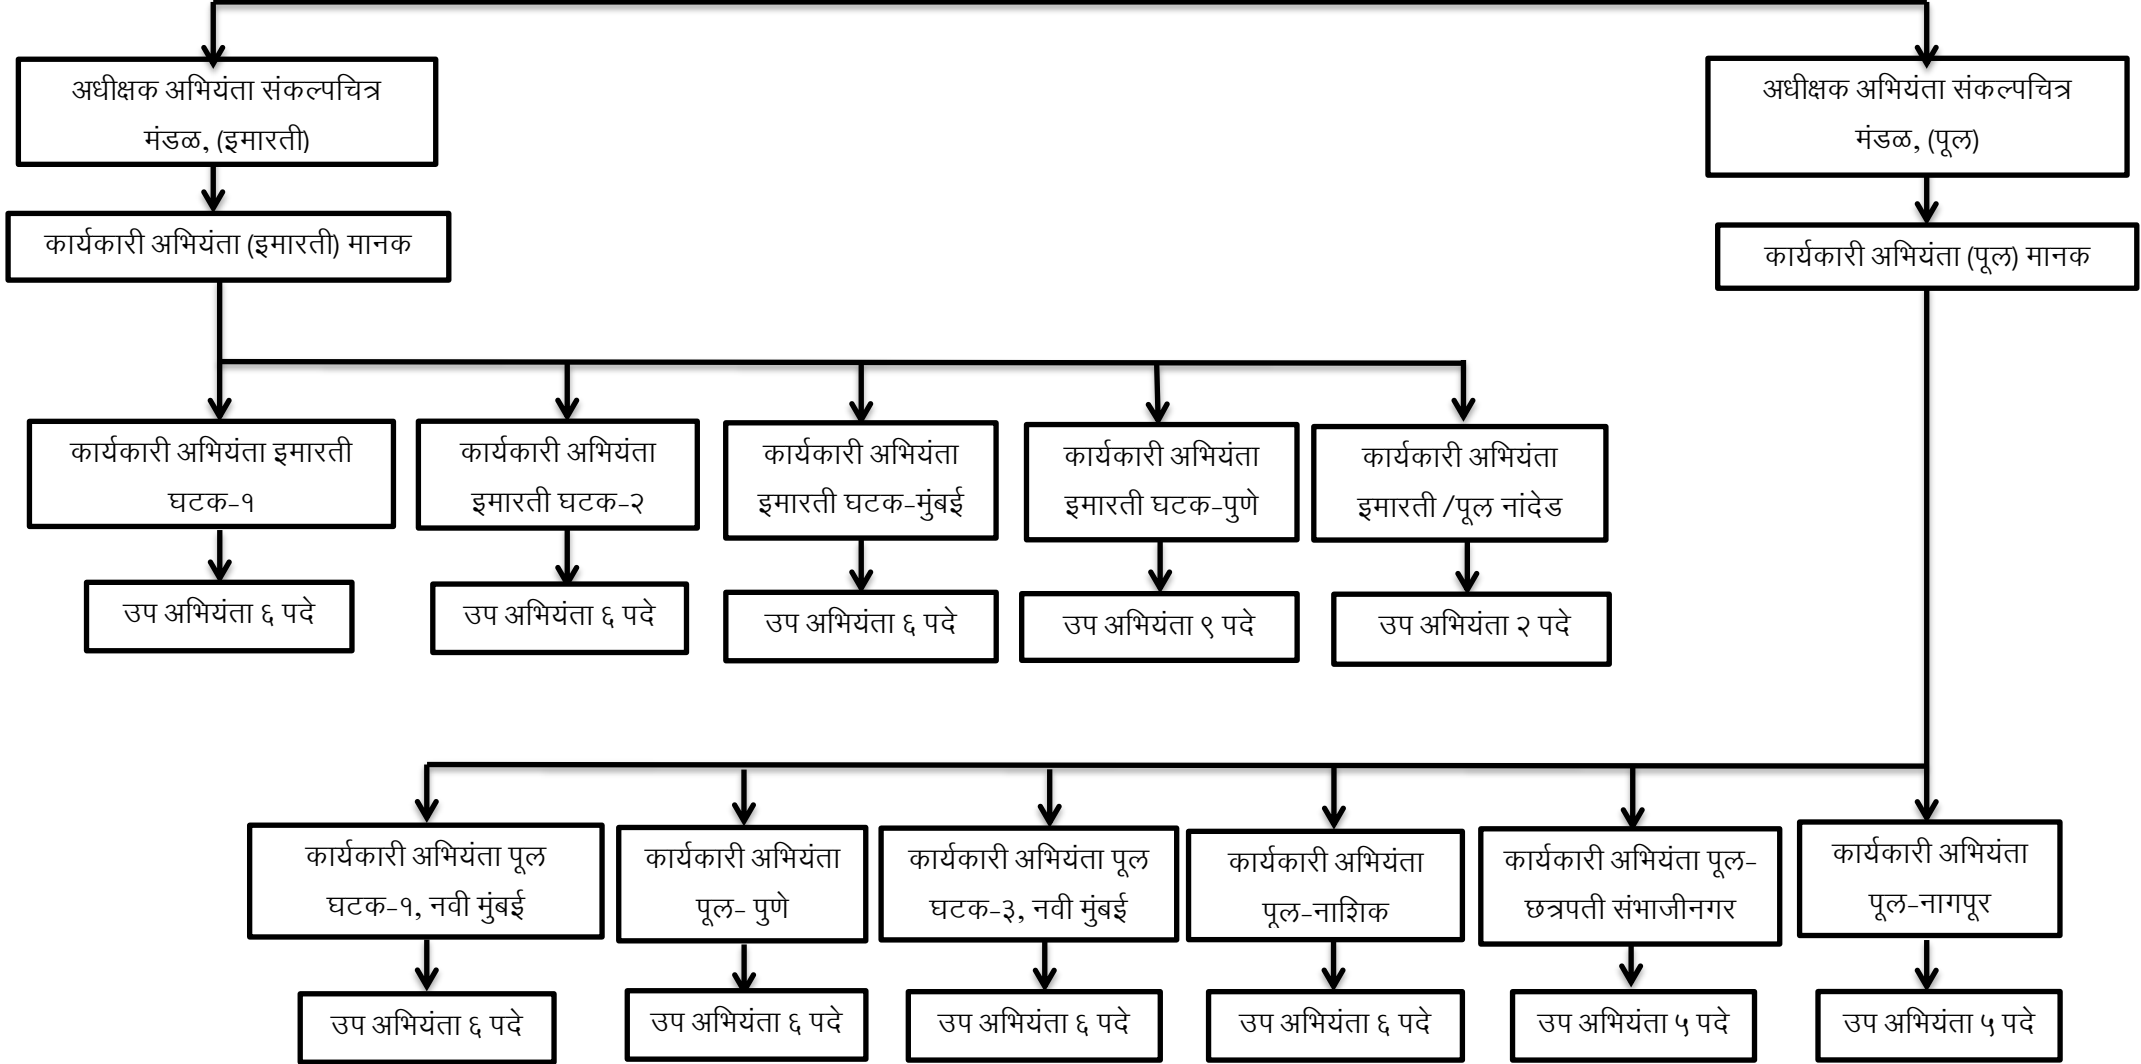 अधीक्षक अभियंता संकल्पचित्र
मंडळ, (इमारती)
अधीक्षक अभियंता संकल्पचित्र
मंडळ, (पूल)
कार्यकारी अभियंता (इमारती) मानक
कार्यकारी अभियंता (पूल) मानक
कार्यकारी अभियंता इमारती
घटक-१
कार्यकारी अभियंता
इमारती घटक-२
कार्यकारी अभियंता
इमारती घटक-मुंबई
कार्यकारी अभियंता
इमारती घटक-पुणे
कार्यकारी अभियंता
इमारती /पूल नांदेड
उप अभियंता ६ पदे
उप अभियंता ६ पदे
उप अभियंता ६ पदे
उप अभियंता ९ पदे
उप अभियंता २ पदे
कार्यकारी अभियंता पूल
घटक-१, नवी मुंबई
कार्यकारी अभियंता
पूल- पुणे
कार्यकारी अभियंता पूल
घटक-३, नवी मुंबई
कार्यकारी अभियंता
पूल-नाशिक
कार्यकारी अभियंता पूल-
छत्रपती संभाजीनगर
कार्यकारी अभियंता
पूल-नागपूर
उप अभियंता ६ पदे
उप अभियंता ६ पदे
उप अभियंता ६ पदे
उप अभियंता ६ पदे
उप अभियंता ५ पदे
उप अभियंता ५ पदे